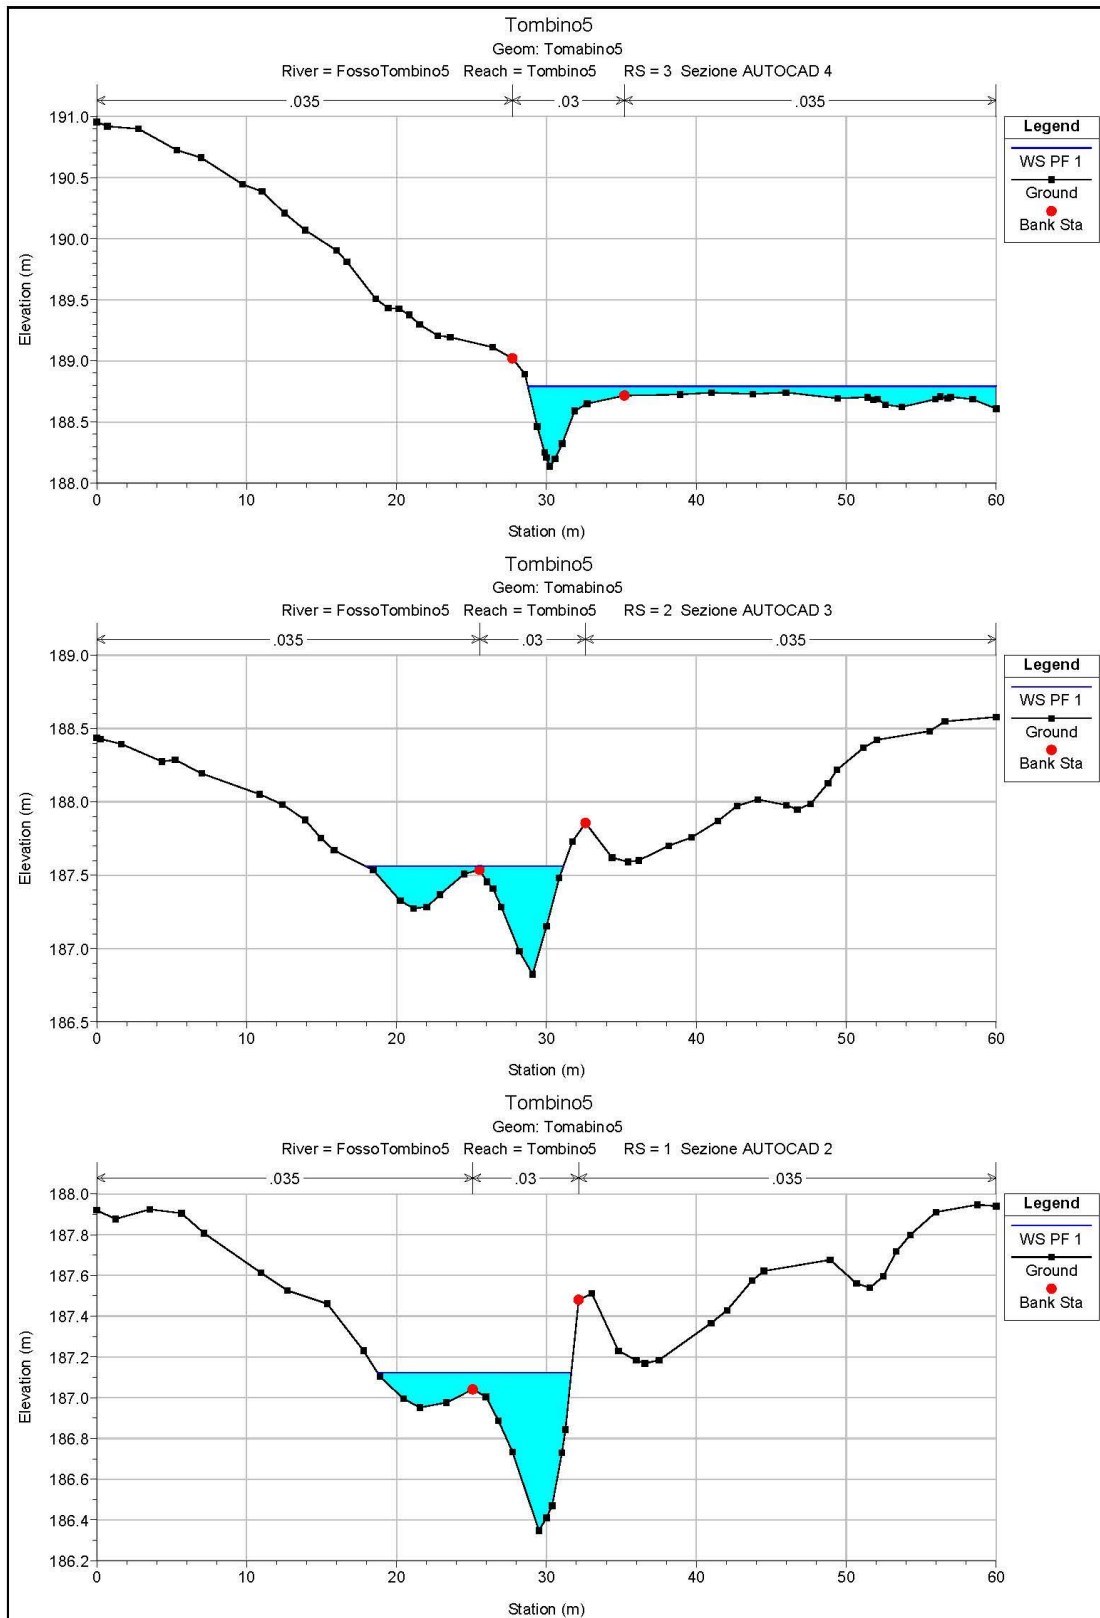 Tombino5
Geom: Tomabino5
River = FossoTombino5 Reach = Tombino5 RS = 3 Sezione AUTOCAD 4
.035 .03 .035
191.0
190.5
190.0
189.5
189.0
188.5
188.0
Elevation (m)
0 10 20 30 40 50 60
Station (m)
Legend
WS PF 1
Ground
Bank Sta
Tombino5
Geom: Tomabino5
River = FossoTombino5 Reach = Tombino5 RS = 2 Sezione AUTOCAD 3
.035 .03 .035
189.0
188.5
188.0
187.5
187.0
186.5
Elevation (m)
0 10 20 30 40 50 60
Station (m)
Legend
WS PF 1
Ground
Bank Sta
Tombino5
Geom: Tomabino5
River = FossoTombino5 Reach = Tombino5 RS = 1 Sezione AUTOCAD 2
.035 .03 .035
188.0
187.8
187.6
187.4
187.2
187.0
186.8
186.6
186.4
186.2
Elevation (m)
0 10 20 30 40 50 60
Station (m)
Legend
WS PF 1
Ground
Bank Sta